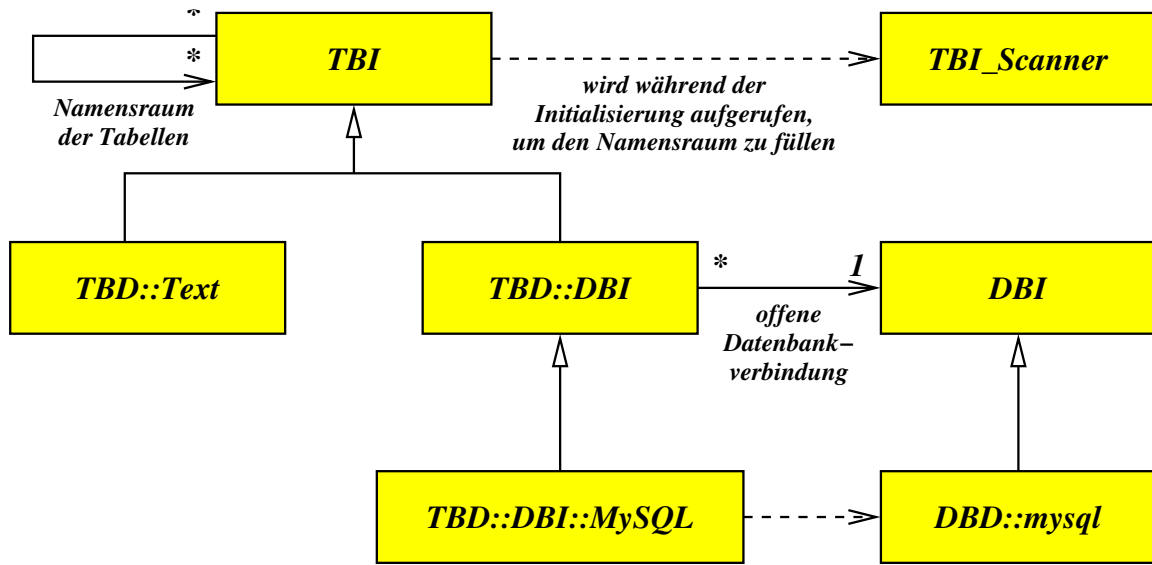 *
TBI
TBI_Scanner
*
Namensraum
der Tabellen
wird während der
Initialisierung aufgerufen,
um den Namensraum zu füllen
TBD::Text
TBD::DBI
*
1
DBI
offene
Datenbank–
verbindung
TBD::DBI::MySQL
DBD::mysql